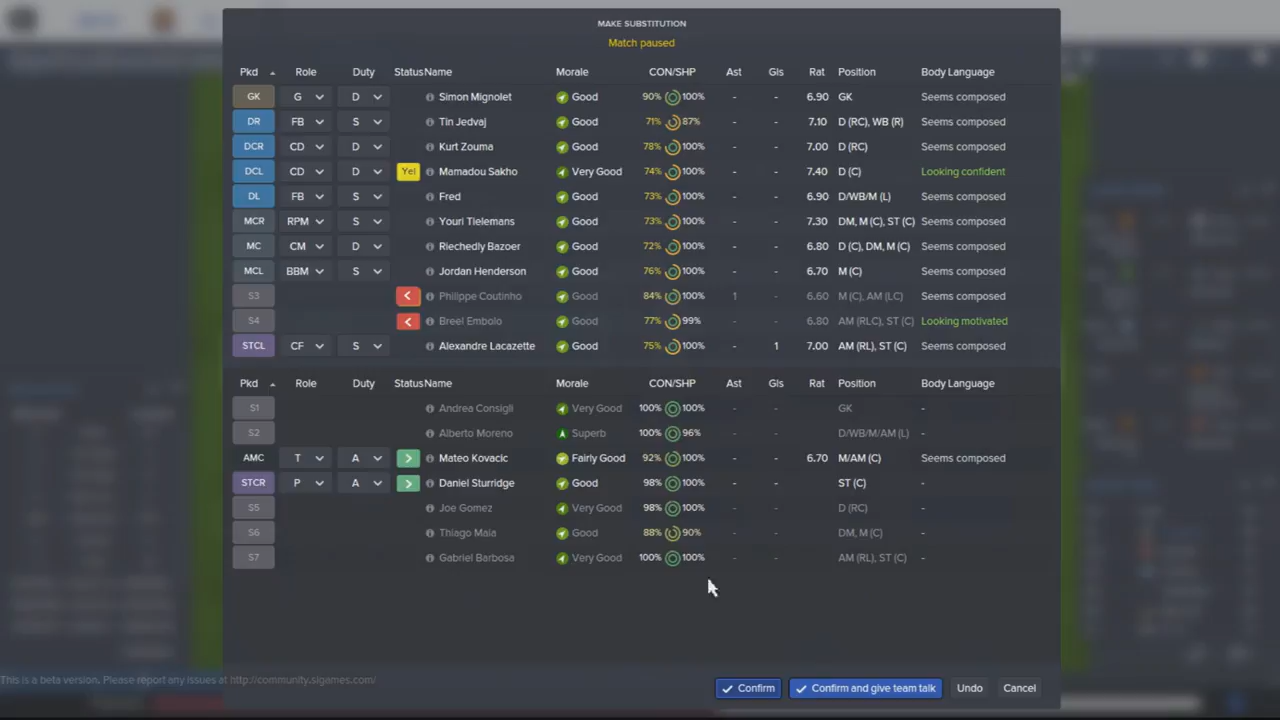 MAKE SUBSTITUTION
Match paused
Pkd Role Duty Status Name Morale CON/SHP Ast Gls Rat Position Body Language
GK G D Simon Mignolet Good 90% 100% - - 6.90 GK Seems composed
DR FB S Tin Jedvaj Good 71% 87% - - 7.10 D (RC), WB (R) Seems composed
DCR CD D Kurt Zouma Good 78% 100% - - 7.00 D (RC) Seems composed
DCL CD D Yel Mamadou Sakho Very Good 74% 100% - - 7.40 D (C) Looking confident
DL FB S Fred Good 73% 100% - - 6.90 D/WB/M (L) Seems composed
MCR RPM S Youri Tielemans Good 73% 100% - - 7.30 DM, M (C), ST (C) Seems composed
MC CM D Riechedly Bazoer Good 72% 100% - - 6.80 D (C), DM, M (C) Seems composed
MCL BBM S Jordan Henderson Good 76% 100% - - 6.70 M (C) Seems composed
S3 < Philippe Coutinho Good 84% 100% 1 - 6.60 M (C), AM (LC) Seems composed
S4 < Breel Embolo Good 77% 99% - - 6.80 AM (RLC), ST (C) Looking motivated
STCL CF S Alexandre Lacazette Good 75% 100% - 1 7.00 AM (RL), ST (C) Seems composed
Pkd Role Duty Status Name Morale CON/SHP Ast Gls Rat Position Body Language
S1 Andrea Consigli Very Good 100% 100% - - GK -
S2 Alberto Moreno Superb 100% 96% - - D/WB/M/AM (L) -
AMC T A > Mateo Kovacic Fairly Good 92% 100% - - 6.70 M/AM (C) Seems composed
STCR P A > Daniel Sturridge Good 98% 100% - - ST (C) -
S5 Joe Gomez Very Good 98% 100% - - D (RC) -
S6 Thiago Maia Good 88% 90% - - DM, M (C) -
S7 Gabriel Barbosa Very Good 100% 100% - - AM (RL), ST (C) -
This is a beta version. Please report any issues at http://community.sigames.com/
Confirm Confirm and give team talk Undo Cancel